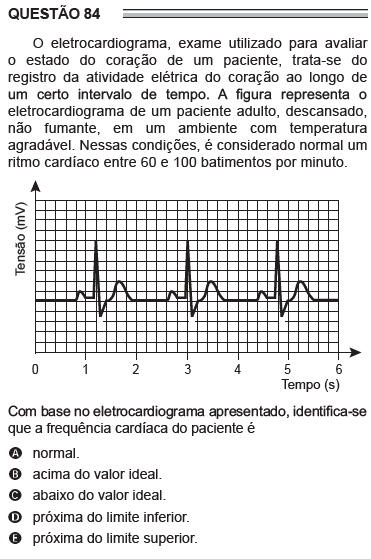 QUESTÃO 84
O eletrocardiograma, exame utilizado para avaliar
o estado do coração de um paciente, trata-se do
registro da atividade elétrica do coração ao longo de
um certo intervalo de tempo. A figura representa o
eletrocardiograma de um paciente adulto, descansado,
não fumante, em um ambiente com temperatura
agradável. Nessas condições, é considerado normal um
ritmo cardíaco entre 60 e 100 batimentos por minuto.
Tensão (mV)
0 1 2 3 4 5 6
Tempo (s)
Com base no eletrocardiograma apresentado, identifica-se
que a frequência cardíaca do paciente é
A normal.
B acima do valor ideal.
C abaixo do valor ideal.
D próxima do limite inferior.
E próxima do limite superior.